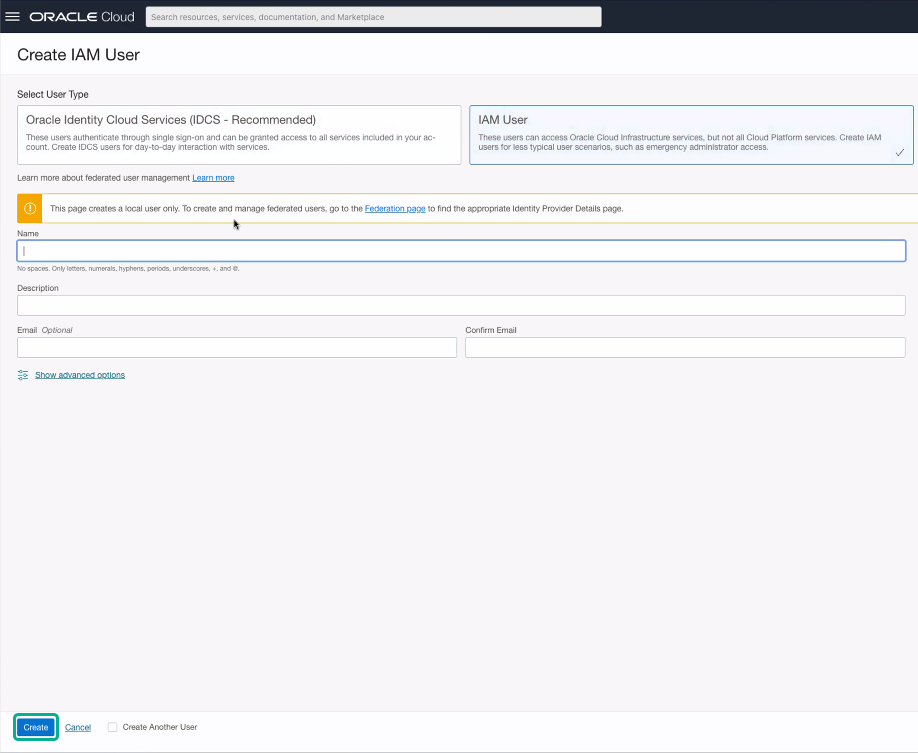 ORACLE Cloud
Search resources, services, documentation, and Marketplace
Create IAM User
Select User Type
Oracle Identity Cloud Services (IDCS - Recommended)
These users authenticate through single sign-on and can be granted access to all services included in your ac-
count. Create IDCS users for day-to-day interaction with services.
IAM User
These users can access Oracle Cloud Infrastructure services, but not all Cloud Platform services. Create IAM
users for less typical user scenarios, such as emergency administrator access.
Learn more about federated user management Learn more
This page creates a local user only. To create and manage federated users, go to the Federation page to find the appropriate Identity Provider Details page.
Name
No spaces. Only letters, numerals, hyphens, periods, underscores, +, and @.
Description
Email Optional
Confirm Email
Show advanced options
Create
Cancel
Create Another User